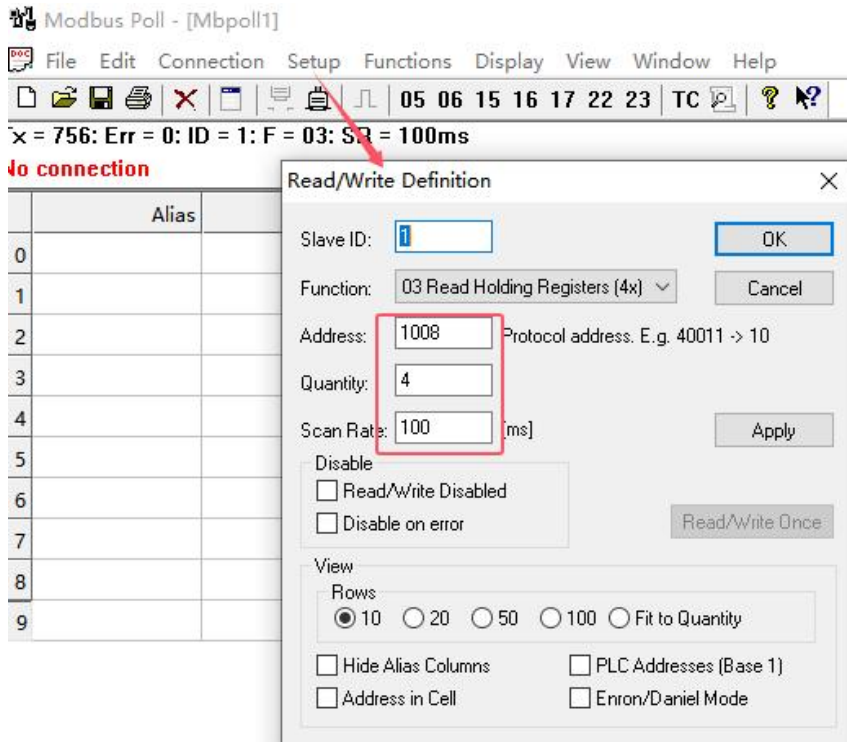 Modbus Poll - [Mbpoll1]
File Edit Connection Setup Functions Display View Window Help
05 06 15 16 17 22 23 TC
x = 756: Err = 0: ID = 1: F = 03: SR = 100ms
No connection
Read/Write Definition
Alias
Slave ID: 1 OK
0
Function: 03 Read Holding Registers (4x) Cancel
1
Address: 1008 Protocol address. E.g. 40011 -> 10
2
Quantity: 4
3
Scan Rate: 100 [ms] Apply
4
Disable
5
Read/Write Disabled
6
Disable on error Read/Write Once
7
View
8
Rows
9
10 20 50 100 Fit to Quantity
Hide Alias Columns PLC Addresses (Base 1)
Address in Cell Enron/Daniel Mode